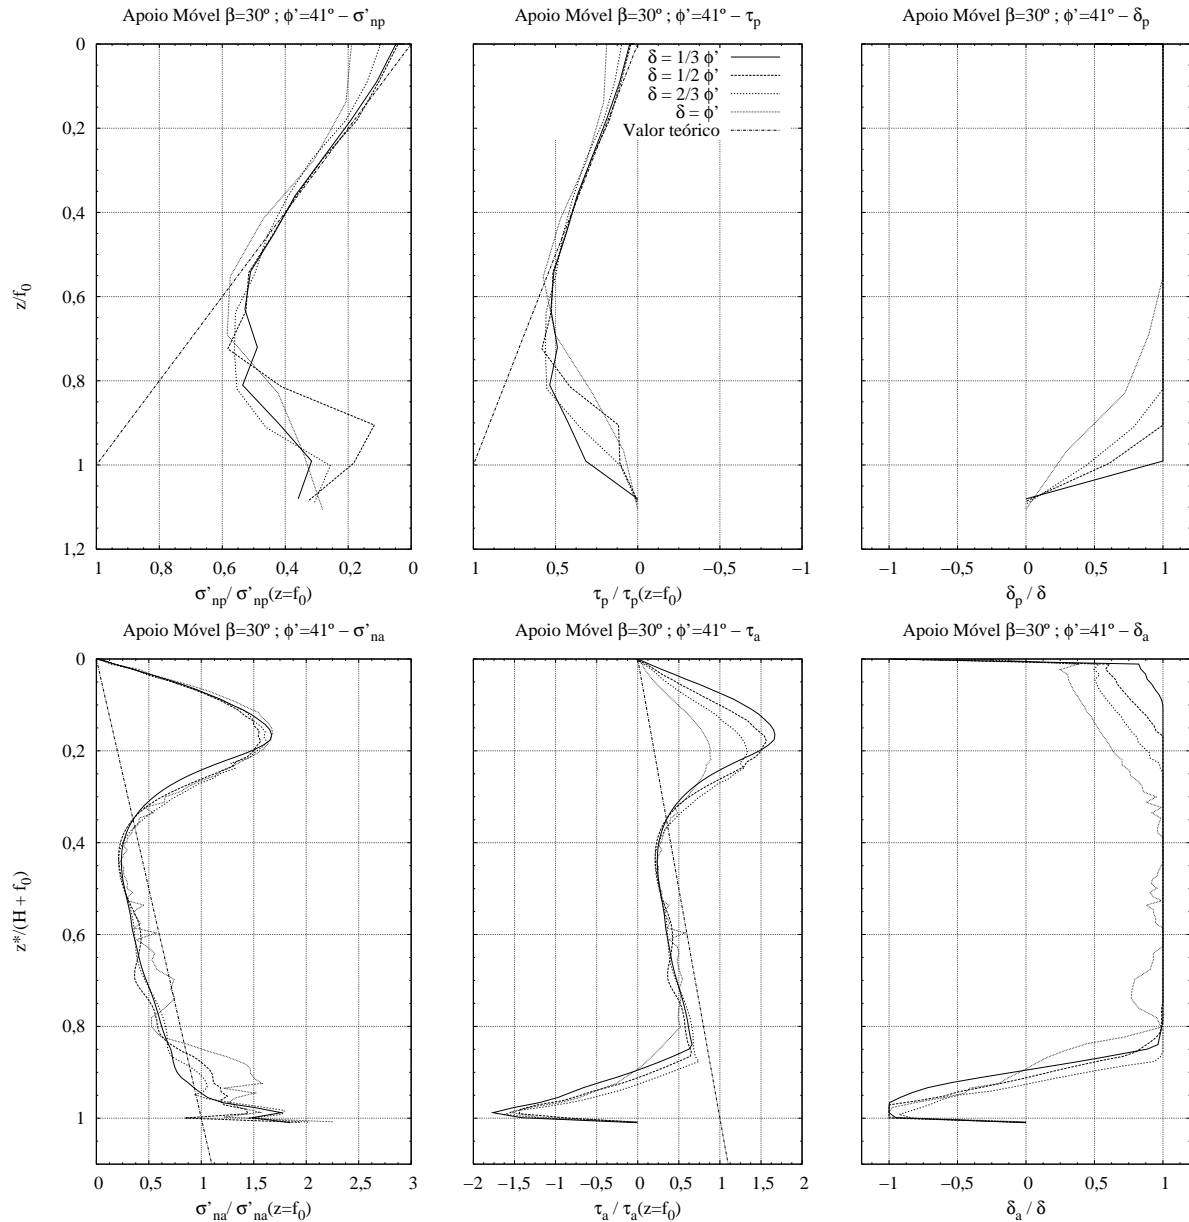 Apoio Móvel β=30º ; ϕ’=41º – σ’np
Apoio Móvel β=30º ; ϕ’=41º – τp
Apoio Móvel β=30º ; ϕ’=41º – δp
δ = 1/3 ϕ’
δ = 1/2 ϕ’
δ = 2/3 ϕ’
δ = ϕ’
Valor teórico
0
0,2
0,4
0,6
0,8
1
1,2
z/f0
1 0,8 0,6 0,4 0,2
1 0,5 0 −0,5 −1
−1 −0,5 0 0,5 1
σ’np/ σ’np(z=f0)
τp / τp(z=f0)
δp / δ
Apoio Móvel β=30º ; ϕ’=41º – σ’na
Apoio Móvel β=30º ; ϕ’=41º – τa
Apoio Móvel β=30º ; ϕ’=41º – δa
0
0,2
0,4
0,6
0,8
1
z*/(H + f0)
0 0,5 1 1,5 2 2,5 3
−2 −1,5 −1 −0,5 0 0,5 1 1,5 2
−1 −0,5 0 0,5 1
σ’na/ σ’na(z=f0)
τa / τa(z=f0)
δa / δ